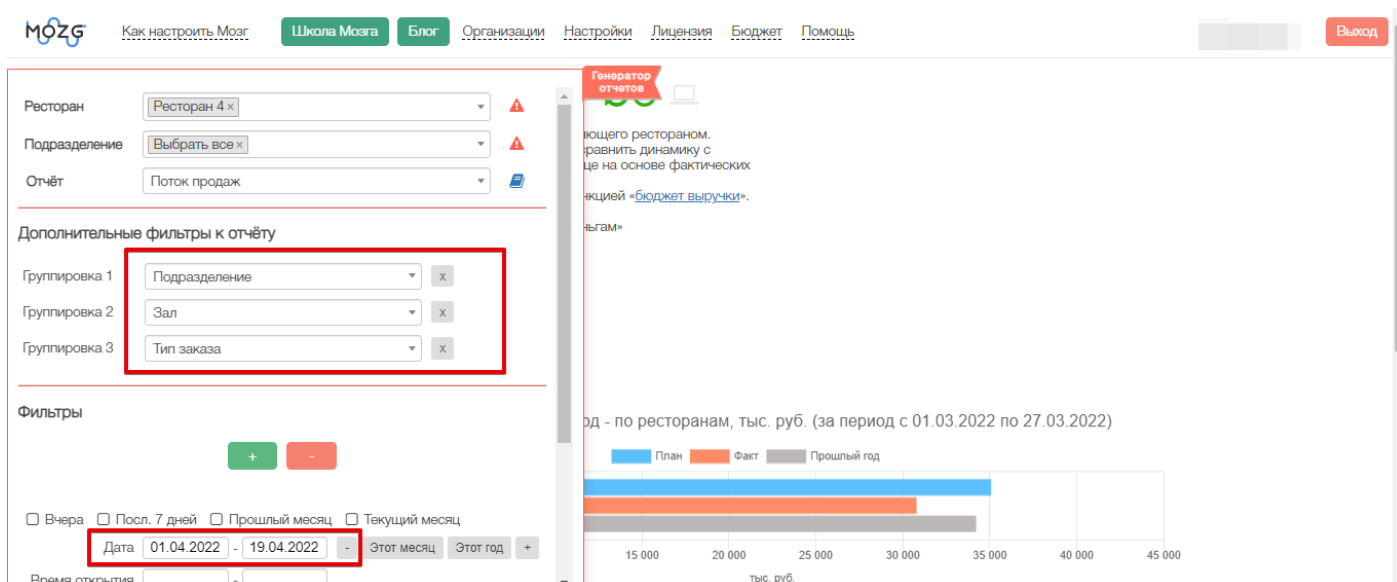 MOZG Как настроить Мозг Школа Мозга Блог Организации Настройки Лицензия Бюджет Помощь Выход
Генератор
отчетов
Ресторан Ресторан 4 ×
Подразделение Выбрать все ×
Отчёт Поток продаж
Дополнительные фильтры к отчёту
Группировка 1 Подразделение x
Группировка 2 Зал x
Группировка 3 Тип заказа x
Фильтры
+ -
Вчера Посл. 7 дней Прошлый месяц Текущий месяц
Дата 01.04.2022 - 19.04.2022 - Этот месяц Этот год +
Время открытия -
ющего рестораном.
сравнить динамику с
це на основе фактических
нкцией «бюджет выручки».
ньгам»
од - по ресторанам, тыс. руб. (за период с 01.03.2022 по 27.03.2022)
План Факт Прошлый год
15 000 20 000 25 000 30 000 35 000 40 000 45 000
тыс. руб.